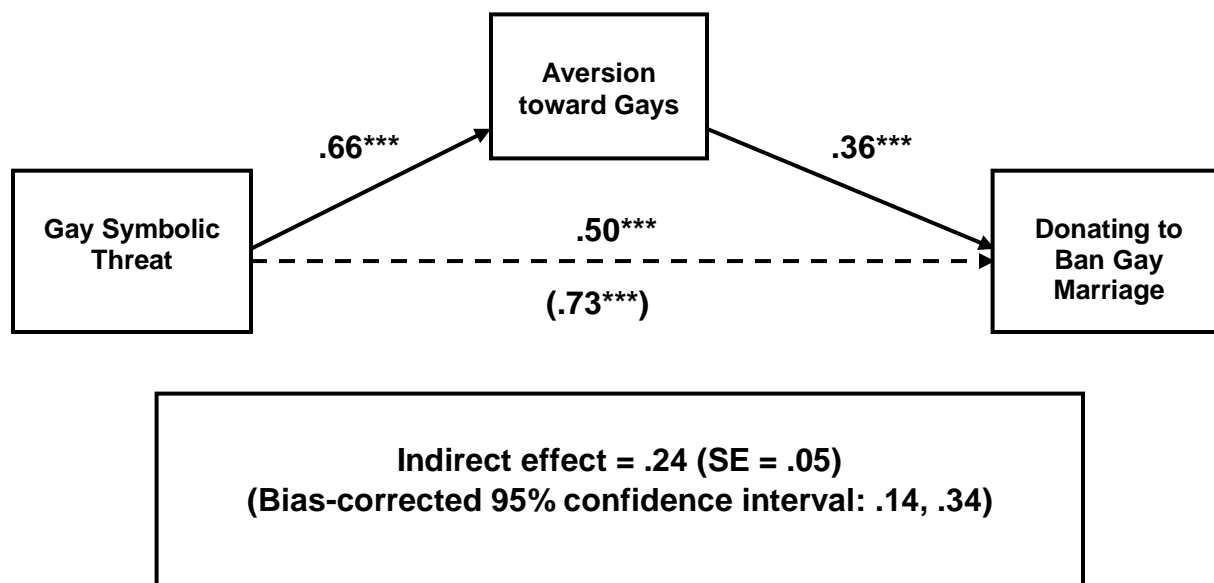 Aversion
toward Gays
.66***
.36***
Gay Symbolic
Threat
.50***
(.73***)
Donating to
Ban Gay
Marriage
Indirect effect = .24 (SE = .05)
(Bias-corrected 95% confidence interval: .14, .34)